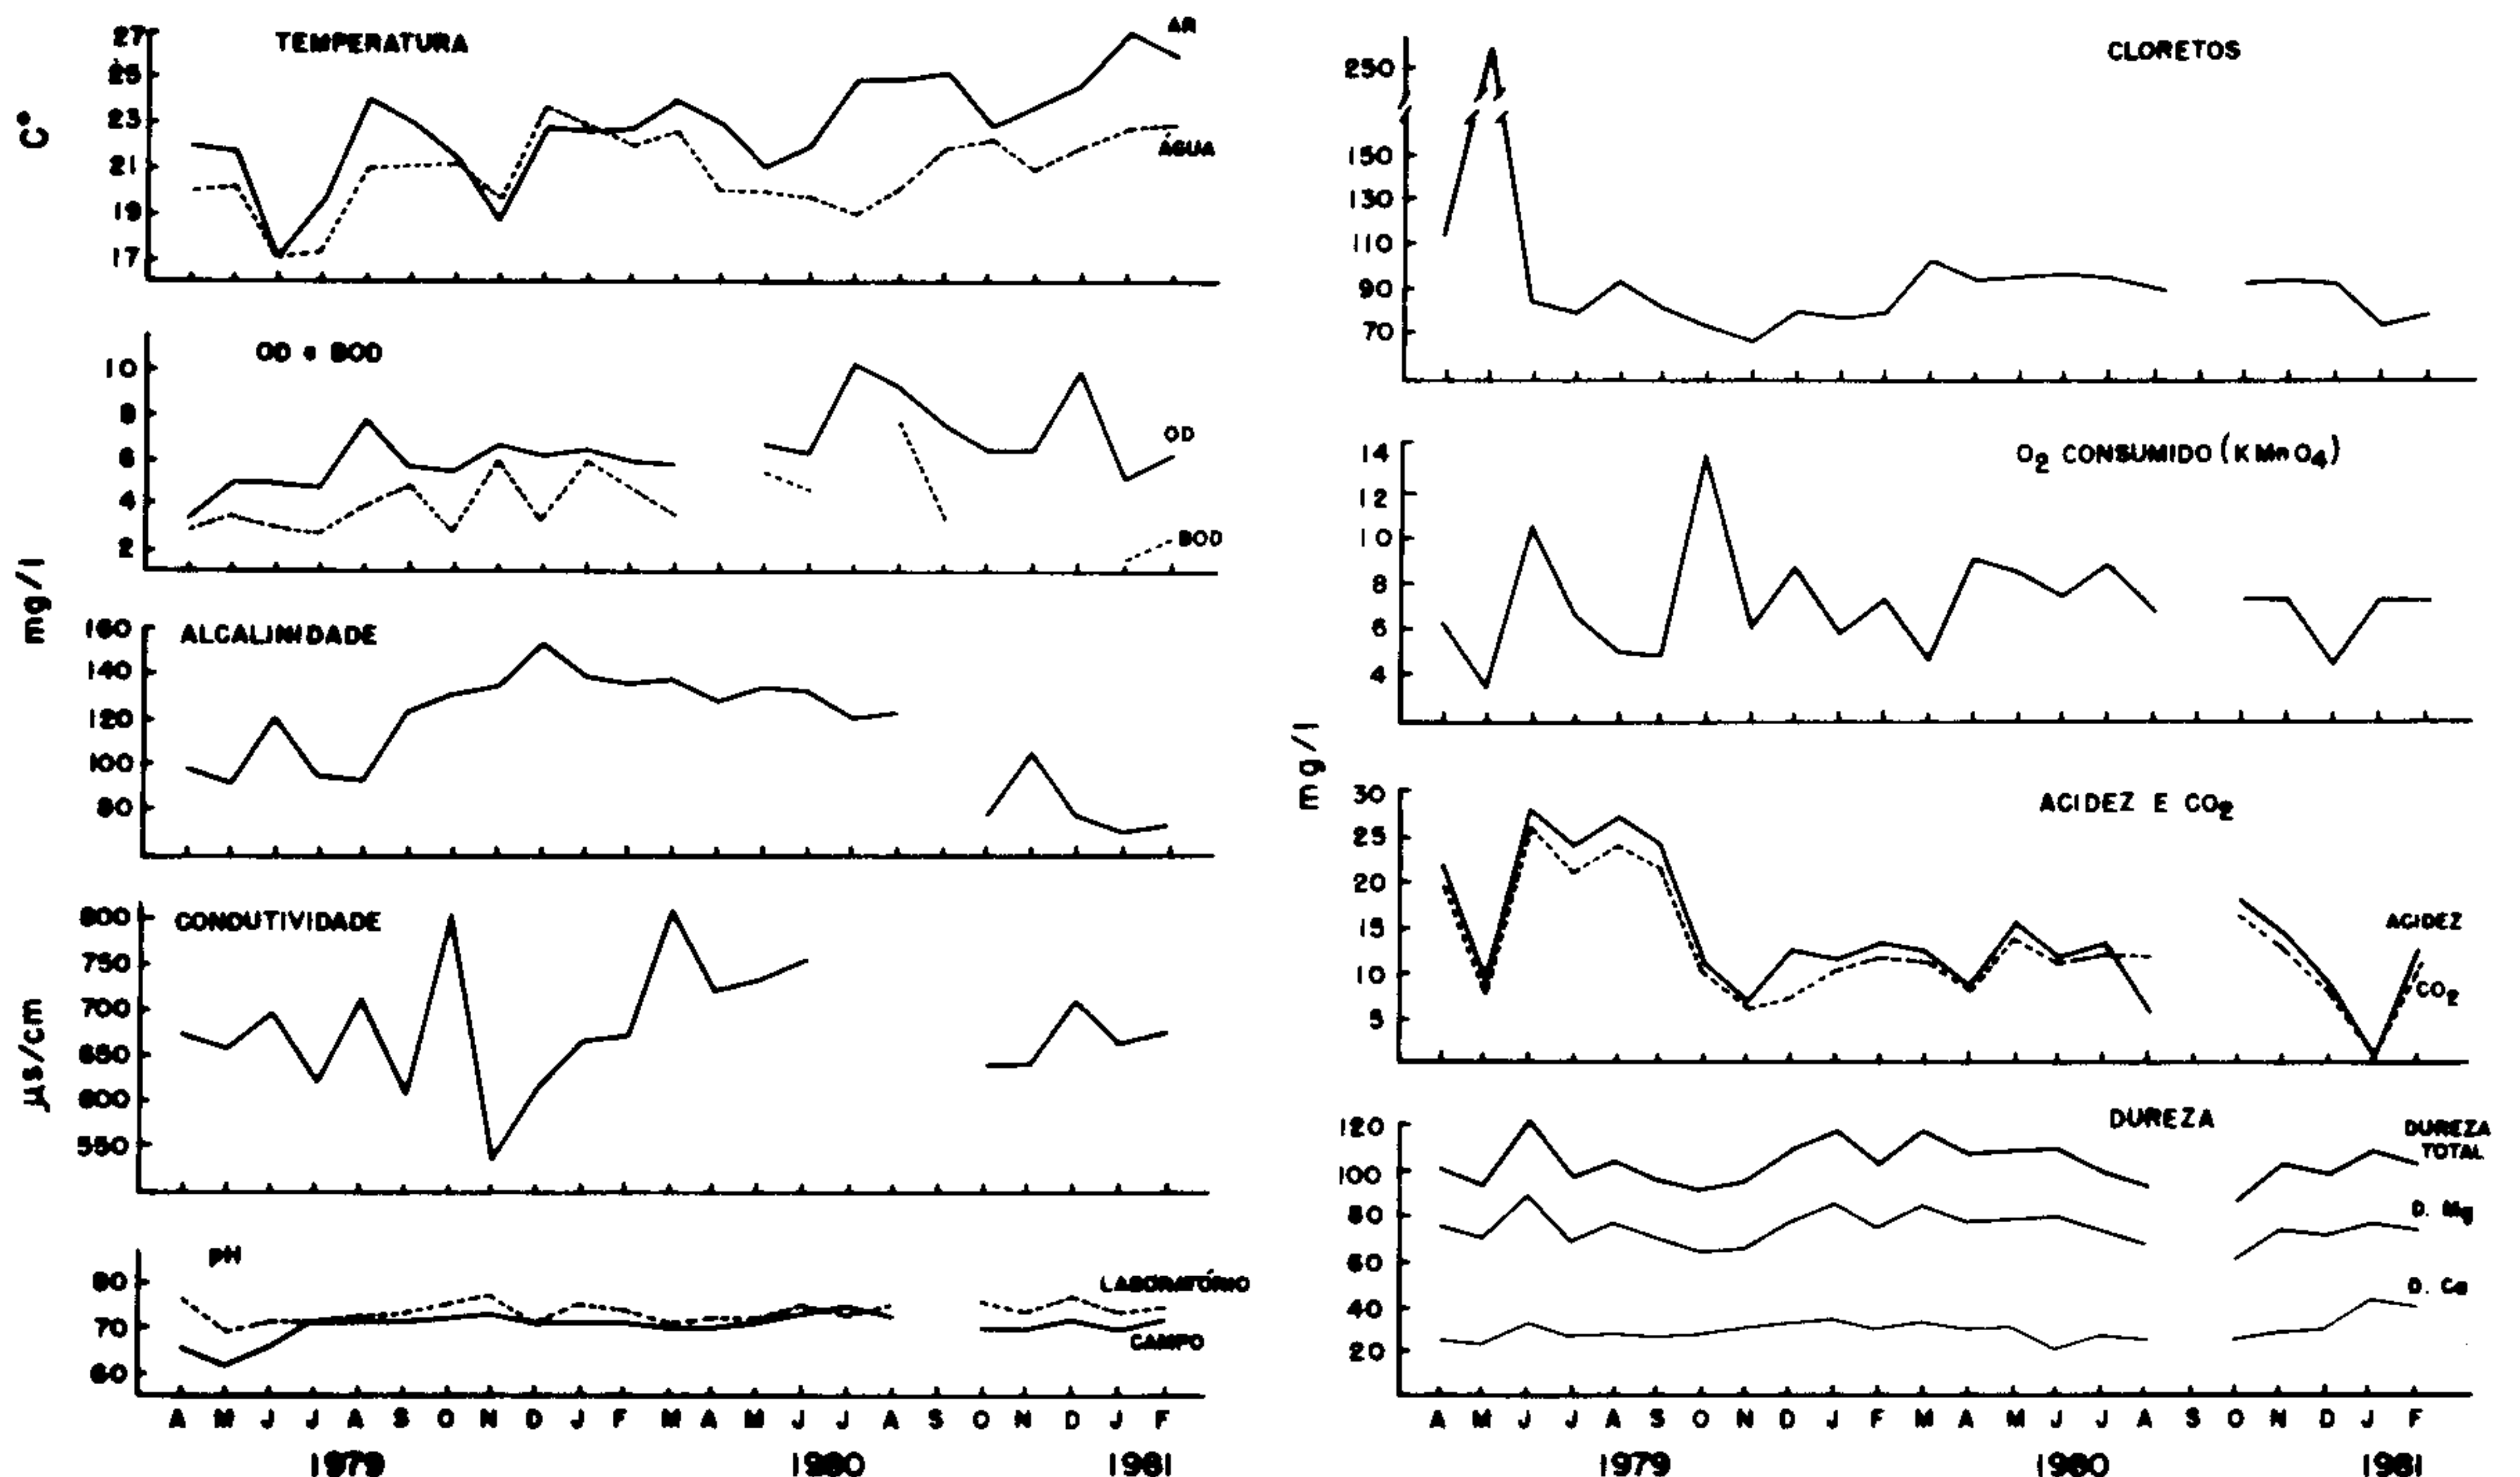 TEMPERATURA
C°
27
25
23
21
19
17
AR
ÁGUA
OD e BOD
10
8
6
4
2
OD
BOD
mg/l
ALCALINIDADE
160
140
120
100
80
CONDUTIVIDADE
µs/cm
800
750
700
650
600
550
pH
80
70
60
LABORATÓRIO
CAMPO
A M J J A S O N D J F M A M J J A S O N D J F
1979 1980 1981
CLORETOS
250
150
130
110
90
70
O2 CONSUMIDO (KMnO4)
14
12
10
8
6
4
mg/l
ACIDEZ E CO2
30
25
20
15
10
5
ACIDEZ
CO2
DUREZA
120
100
80
60
40
20
DUREZA
TOTAL
D. Mg
D. Ca
A M J J A S O N D J F M A M J J A S O N D J F
1979 1980 1981